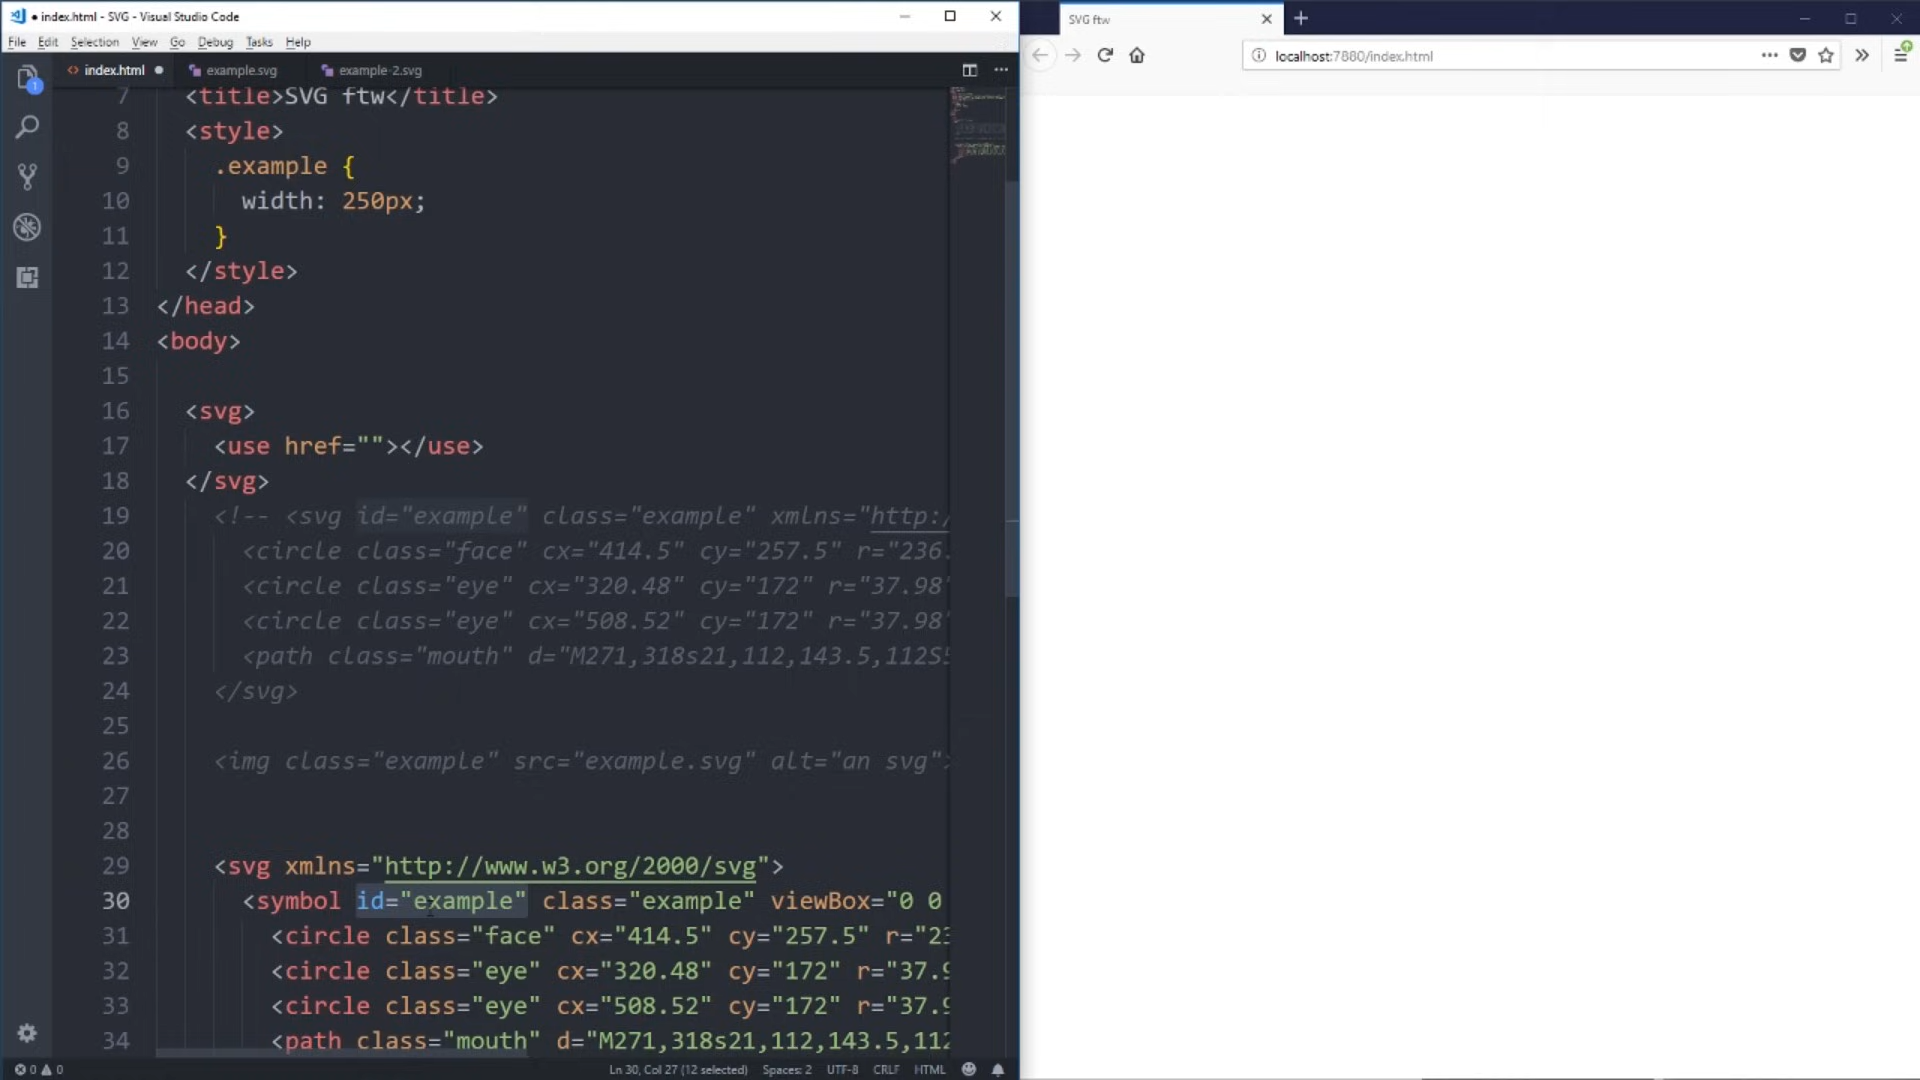 ● index.html - SVG - Visual Studio Code
File Edit Selection View Go Debug Tasks Help
index.html ● example.svg example-2.svg
1
7 <title>SVG ftw</title>
8 <style>
9 .example {
10 width: 250px;
11 }
12 </style>
13 </head>
14 <body>
15
16 <svg>
17 <use href=""></use>
18 </svg>
19 <!-- <svg id="example" class="example" xmlns="http:/
20 <circle class="face" cx="414.5" cy="257.5" r="236.
21 <circle class="eye" cx="320.48" cy="172" r="37.98"
22 <circle class="eye" cx="508.52" cy="172" r="37.98"
23 <path class="mouth" d="M271,318s21,112,143.5,112S5
24 </svg>
25
26 <img class="example" src="example.svg" alt="an svg">
27
28
29 <svg xmlns="http://www.w3.org/2000/svg">
30 <symbol id="example" class="example" viewBox="0 0
31 <circle class="face" cx="414.5" cy="257.5" r="23
32 <circle class="eye" cx="320.48" cy="172" r="37.9
33 <circle class="eye" cx="508.52" cy="172" r="37.9
34 <path class="mouth" d="M271,318s21,112,143.5,112
0 0 Ln 30, Col 27 (12 selected) Spaces: 2 UTF-8 CRLF HTML
SVG ftw
localhost:7880/index.html